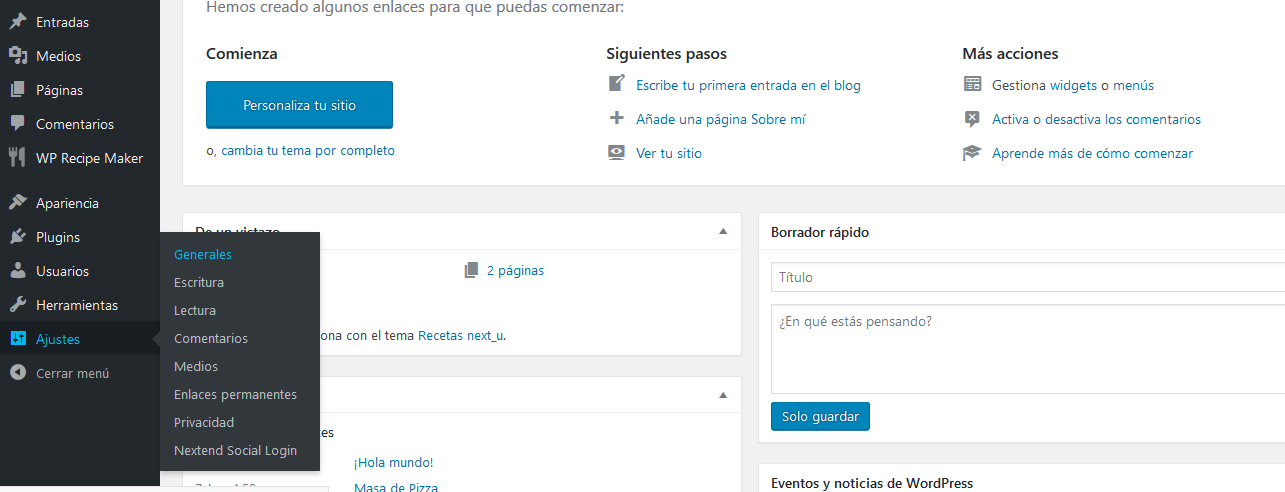 Entradas
Medios
Páginas
Comentarios
WP Recipe Maker
Apariencia
Plugins
Usuarios
Herramientas
Ajustes
Cerrar menú
Generales
Escritura
Lectura
Comentarios
Medios
Enlaces permanentes
Privacidad
Nextend Social Login
Hemos creado algunos enlaces para que puedas comenzar:
Comienza
Personaliza tu sitio
o, cambia tu tema por completo
Siguientes pasos
Escribe tu primera entrada en el blog
Añade una página Sobre mí
Ver tu sitio
Más acciones
Gestiona widgets o menús
Activa o desactiva los comentarios
Aprende más de cómo comenzar
De un vistazo
2 páginas
ona con el tema Recetas next_u.
tes
¡Hola mundo!
Masa de Pizza
Borrador rápido
Título
¿En qué estás pensando?
Solo guardar
Eventos y noticias de WordPress